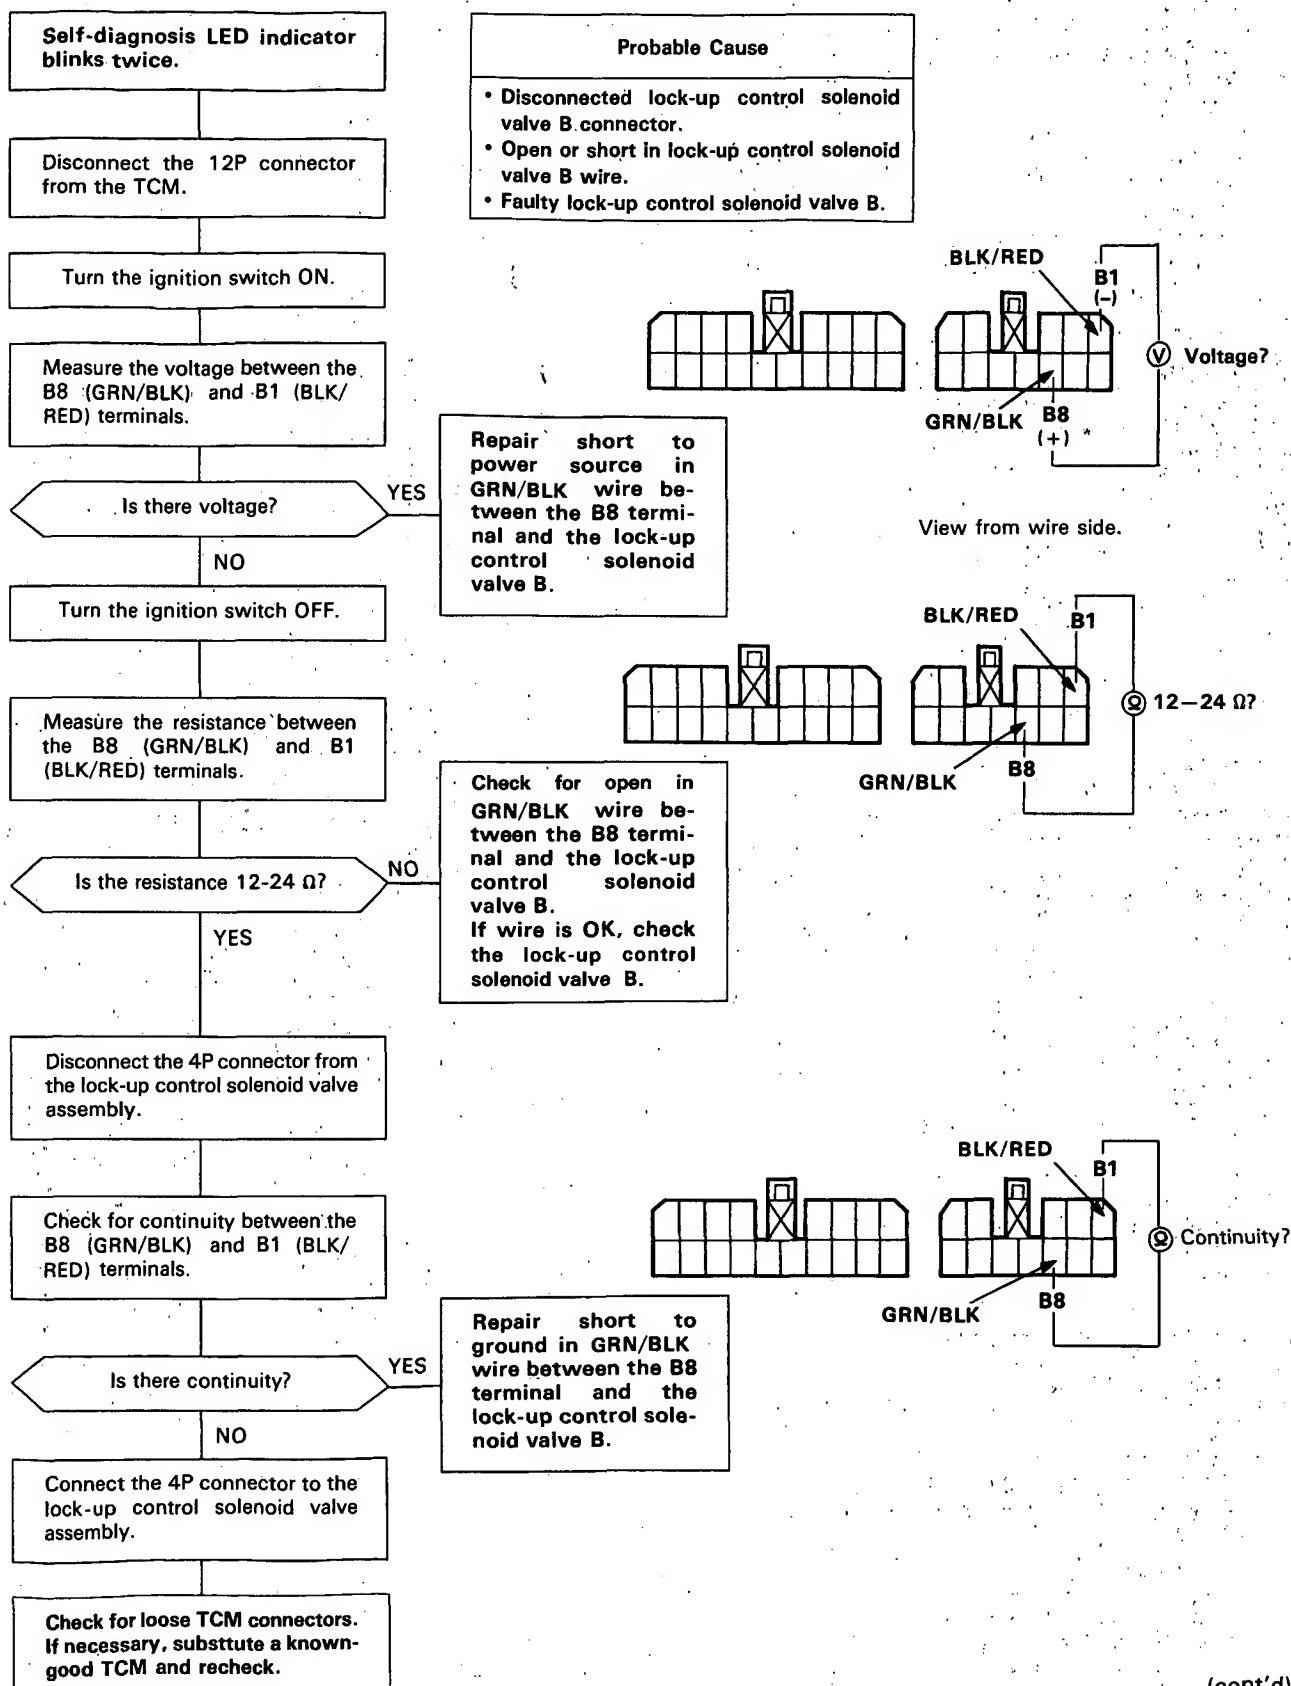 Self-diagnosis LED indicator
blinks twice.
Probable Cause
• Disconnected lock-up control solenoid
valve B connector.
• Open or short in lock-up control solenoid
valve B wire.
• Faulty lock-up control solenoid valve B.
Disconnect the 12P connector
from the TCM.
Turn the ignition switch ON.
Measure the voltage between the
B8 (GRN/BLK) and B1 (BLK/
RED) terminals.
BLK/RED
B1
(−)
V Voltage?
GRN/BLK
B8
(+)
View from wire side.
Is there voltage?
YES
Repair short to
power source in
GRN/BLK wire be-
tween the B8 termi-
nal and the lock-up
control solenoid
valve B.
NO
Turn the ignition switch OFF.
Measure the resistance between
the B8 (GRN/BLK) and B1
(BLK/RED) terminals.
BLK/RED
B1
Ω 12−24 Ω?
GRN/BLK
B8
Is the resistance 12-24 Ω?
NO
Check for open in
GRN/BLK wire be-
tween the B8 termi-
nal and the lock-up
control solenoid
valve B.
If wire is OK, check
the lock-up control
solenoid valve B.
YES
Disconnect the 4P connector from
the lock-up control solenoid valve
assembly.
Check for continuity between the
B8 (GRN/BLK) and B1 (BLK/
RED) terminals.
BLK/RED
B1
Ω Continuity?
GRN/BLK
B8
Is there continuity?
YES
Repair short to
ground in GRN/BLK
wire between the B8
terminal and the
lock-up control sole-
noid valve B.
NO
Connect the 4P connector to the
lock-up control solenoid valve
assembly.
Check for loose TCM connectors.
If necessary, substtute a known-
good TCM and recheck.
(cont'd)